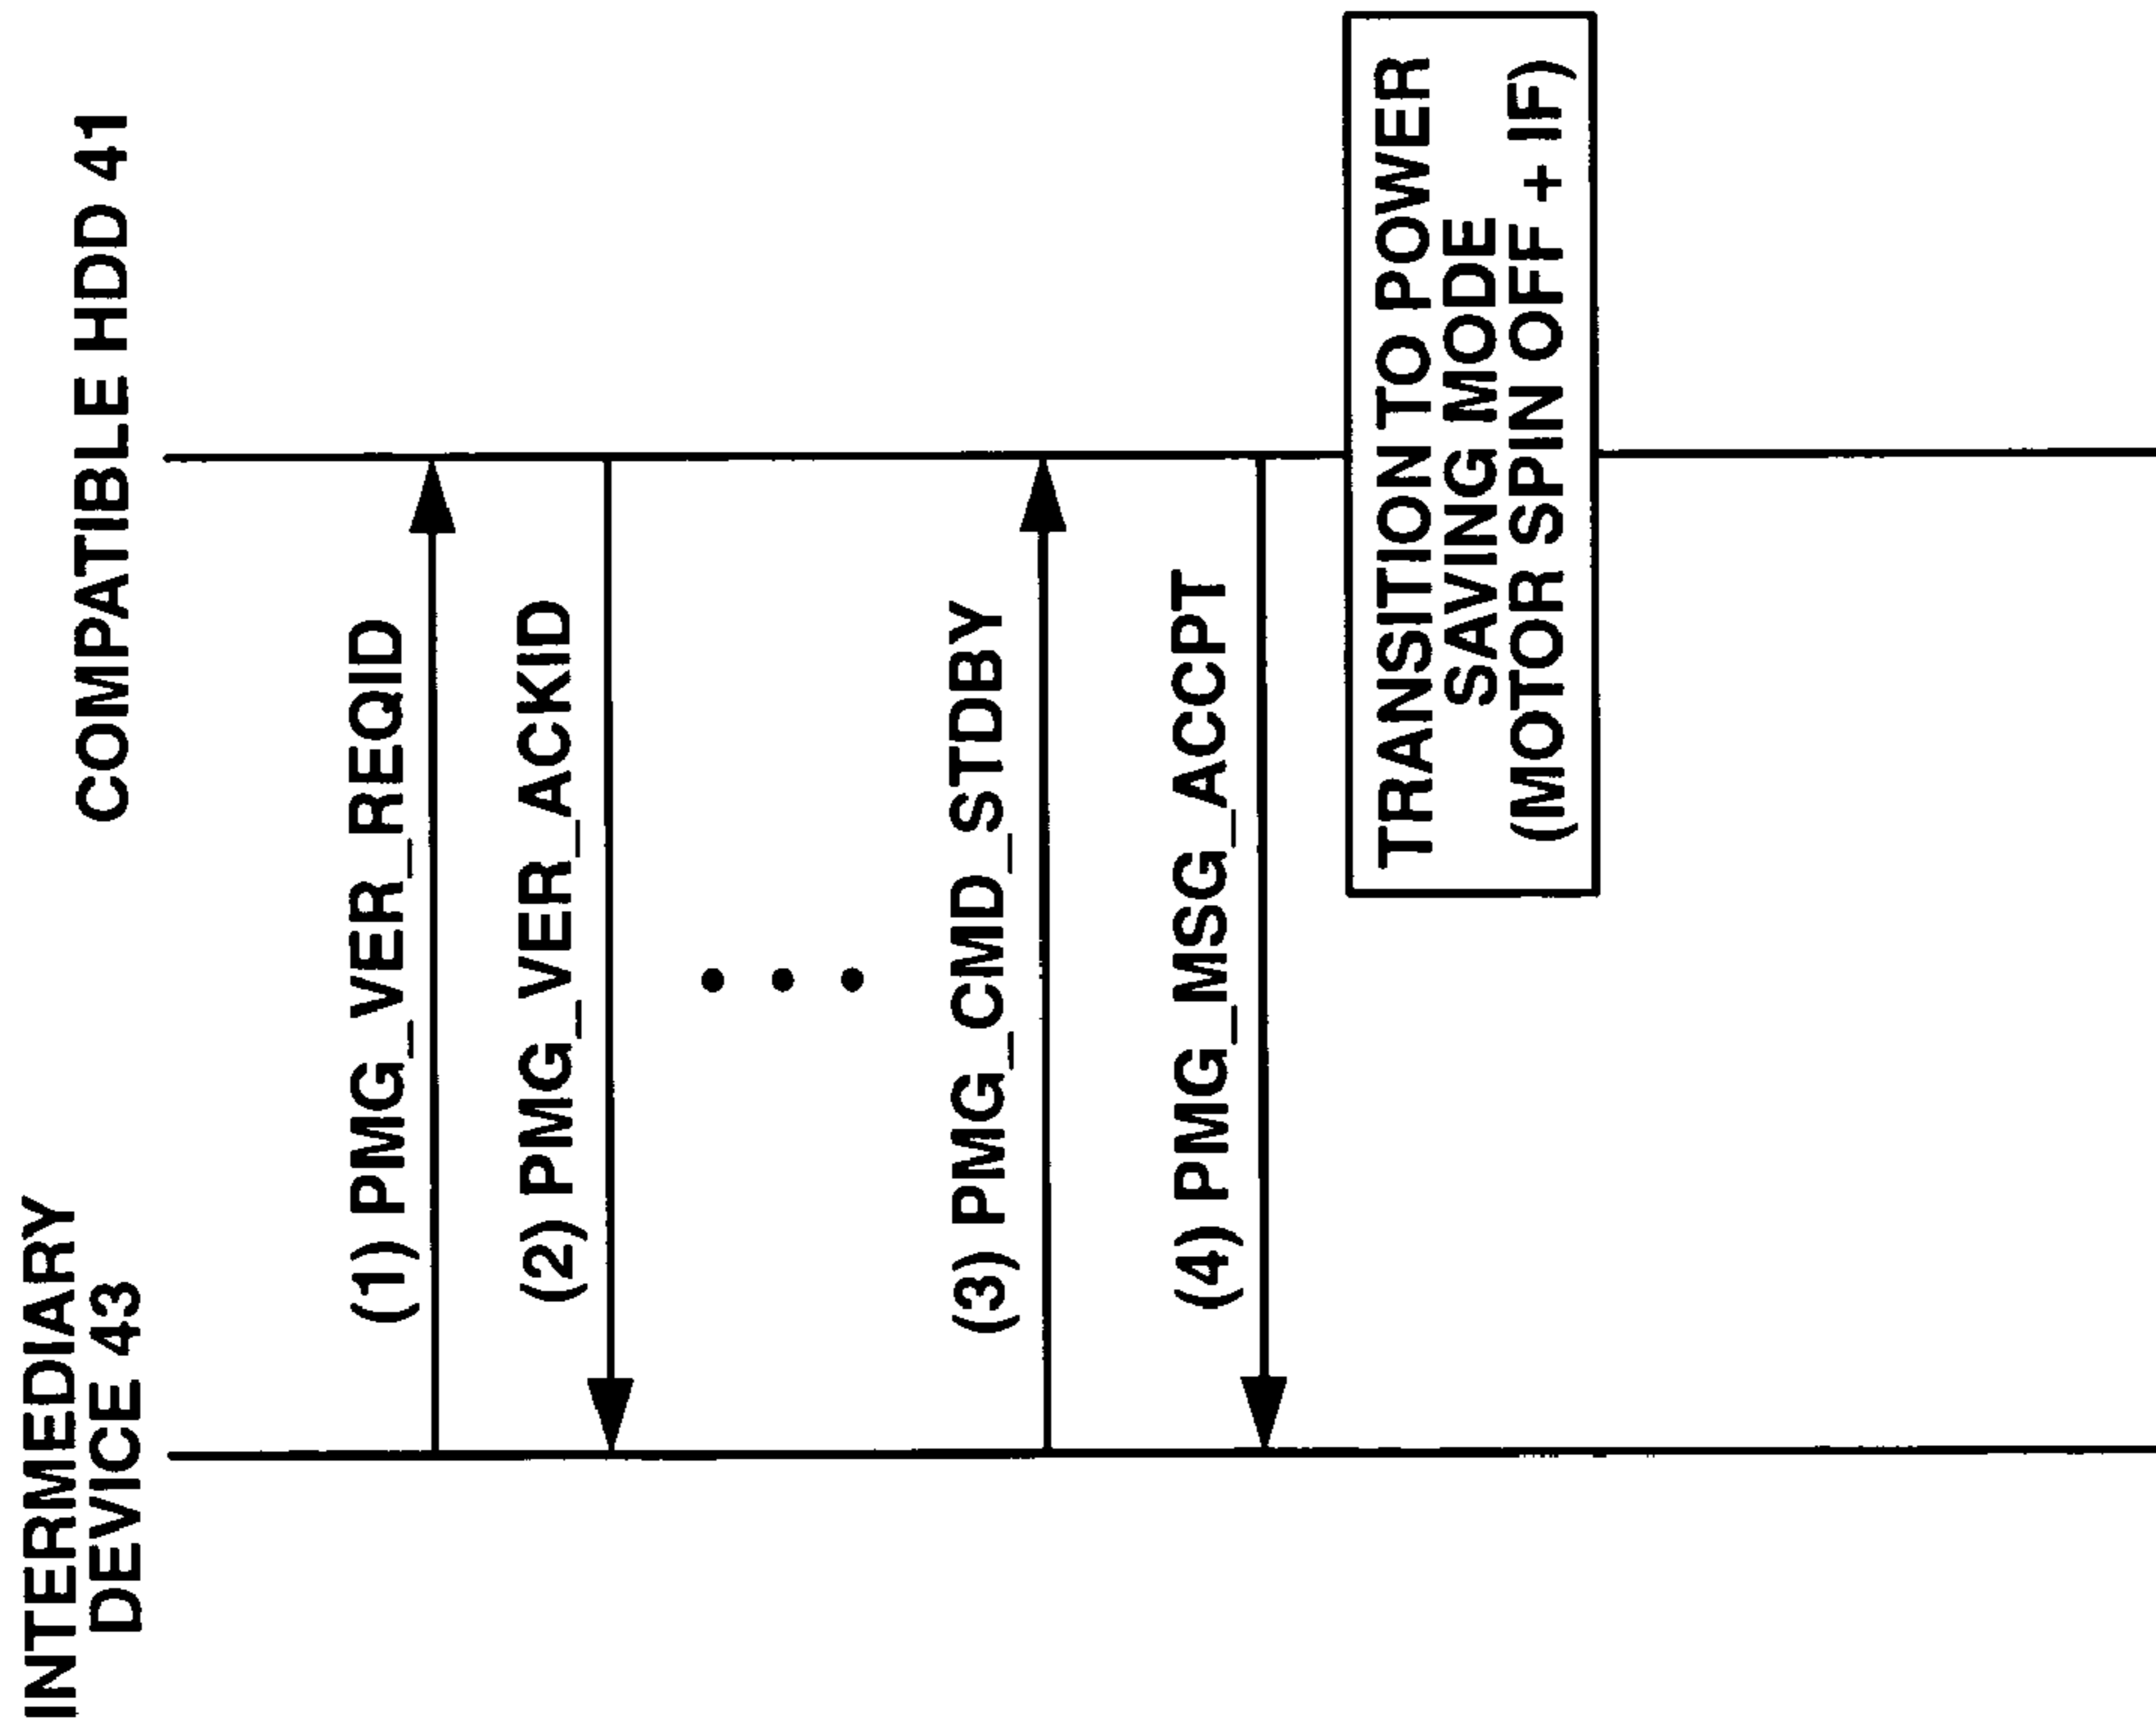 INTERMEDIARY
DEVICE 43
COMPATIBLE HDD 41
(1) PMG_VER_REQID
(2) PMG_VER_ACKID
(3) PMG_CMD_STDBY
(4) PMG_MSG_ACCPT
TRANSITION TO POWER
SAVING MODE
(MOTOR SPIN OFF + IF)